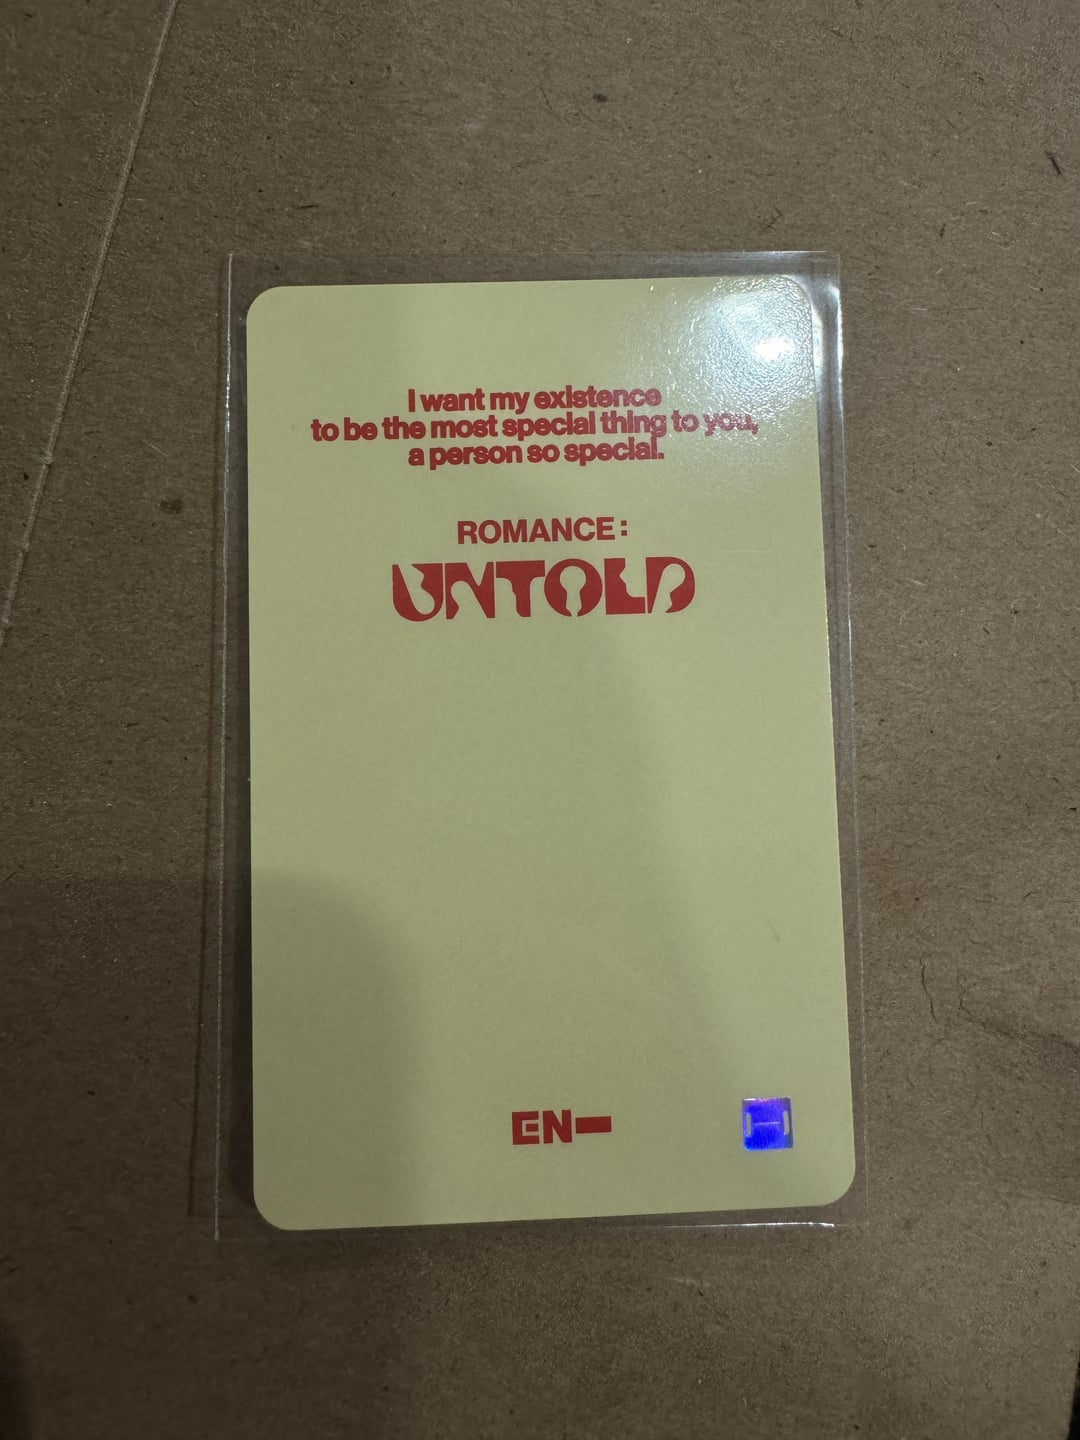 I want my existence
to be the most special thing to you,
a person so special.
ROMANCE:
UNTOLD
EN-